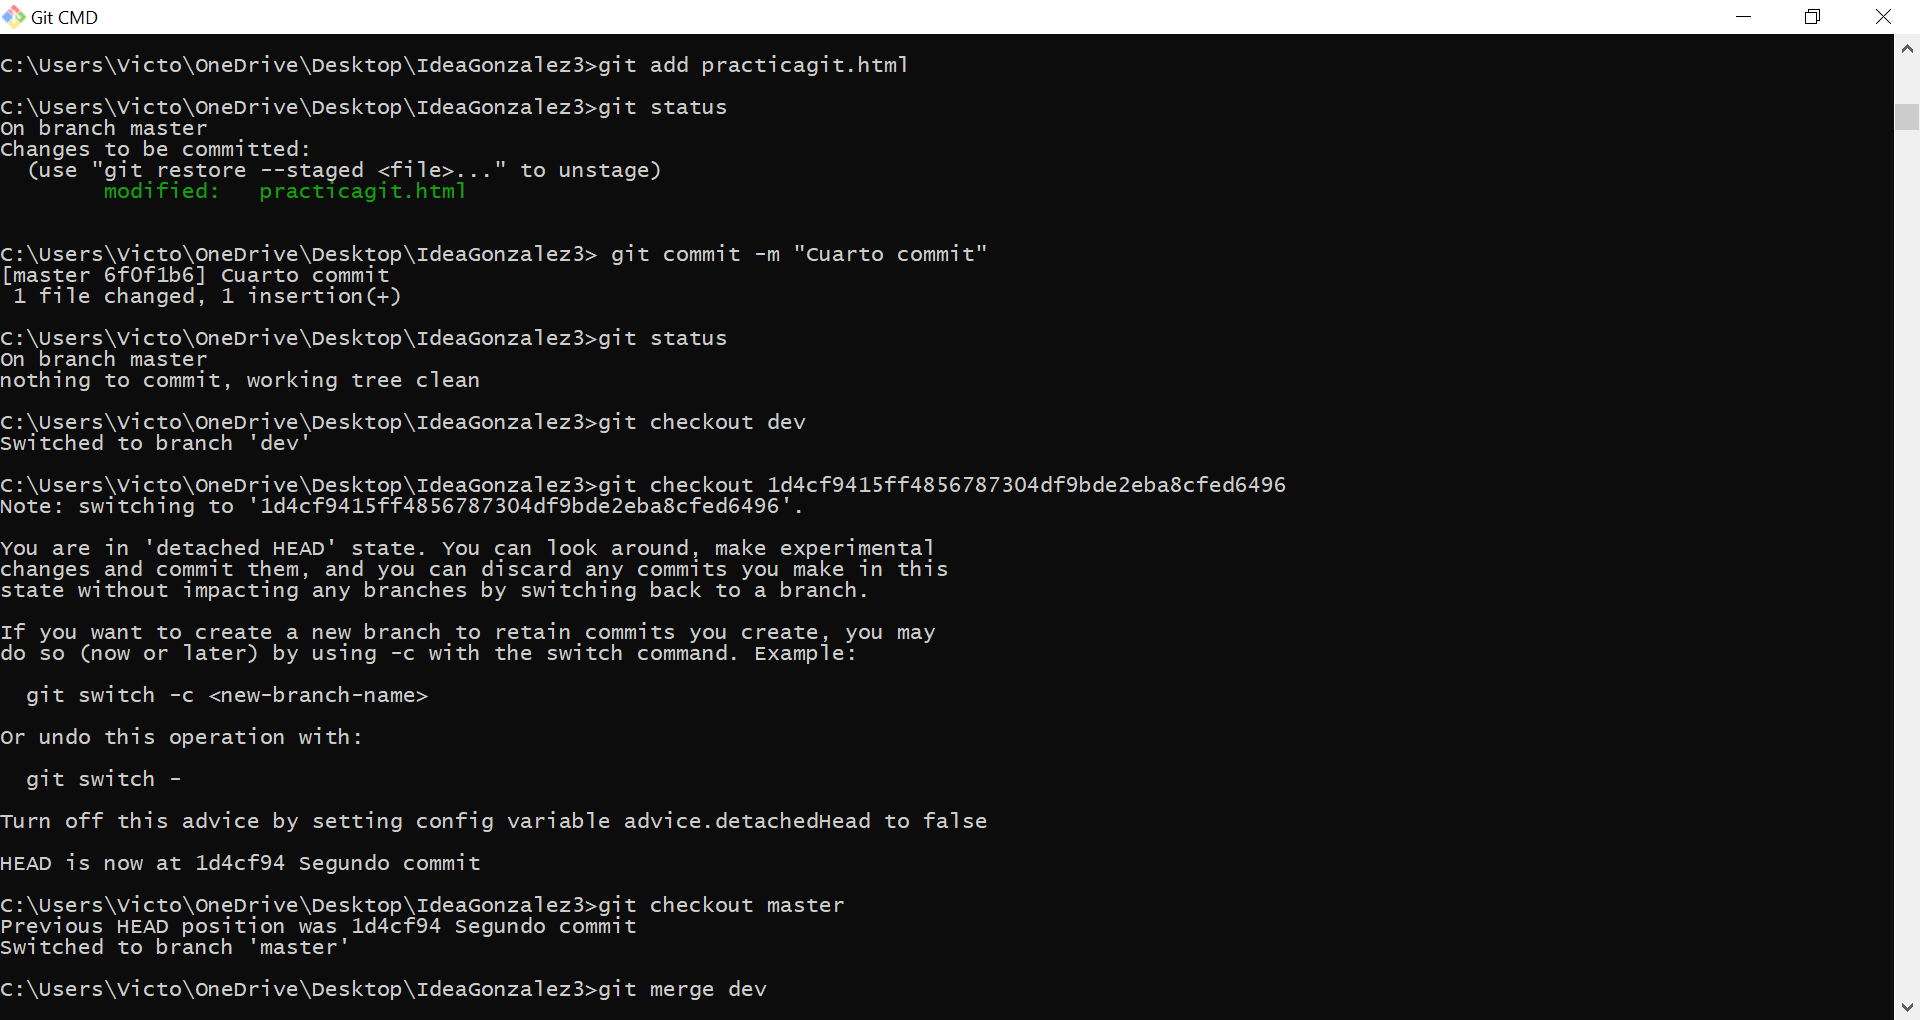 Git CMD
C:\Users\Victo\OneDrive\Desktop\IdeaGonzalez3>git add practicagit.html
C:\Users\Victo\OneDrive\Desktop\IdeaGonzalez3>git status
On branch master
Changes to be committed:
  (use "git restore --staged <file>..." to unstage)
        modified:   practicagit.html
C:\Users\Victo\OneDrive\Desktop\IdeaGonzalez3> git commit -m "Cuarto commit"
[master 6f0f1b6] Cuarto commit
 1 file changed, 1 insertion(+)
C:\Users\Victo\OneDrive\Desktop\IdeaGonzalez3>git status
On branch master
nothing to commit, working tree clean
C:\Users\Victo\OneDrive\Desktop\IdeaGonzalez3>git checkout dev
Switched to branch 'dev'
C:\Users\Victo\OneDrive\Desktop\IdeaGonzalez3>git checkout 1d4cf9415ff4856787304df9bde2eba8cfed6496
Note: switching to '1d4cf9415ff4856787304df9bde2eba8cfed6496'.
You are in 'detached HEAD' state. You can look around, make experimental
changes and commit them, and you can discard any commits you make in this
state without impacting any branches by switching back to a branch.
If you want to create a new branch to retain commits you create, you may
do so (now or later) by using -c with the switch command. Example:
  git switch -c <new-branch-name>
Or undo this operation with:
  git switch -
Turn off this advice by setting config variable advice.detachedHead to false
HEAD is now at 1d4cf94 Segundo commit
C:\Users\Victo\OneDrive\Desktop\IdeaGonzalez3>git checkout master
Previous HEAD position was 1d4cf94 Segundo commit
Switched to branch 'master'
C:\Users\Victo\OneDrive\Desktop\IdeaGonzalez3>git merge dev